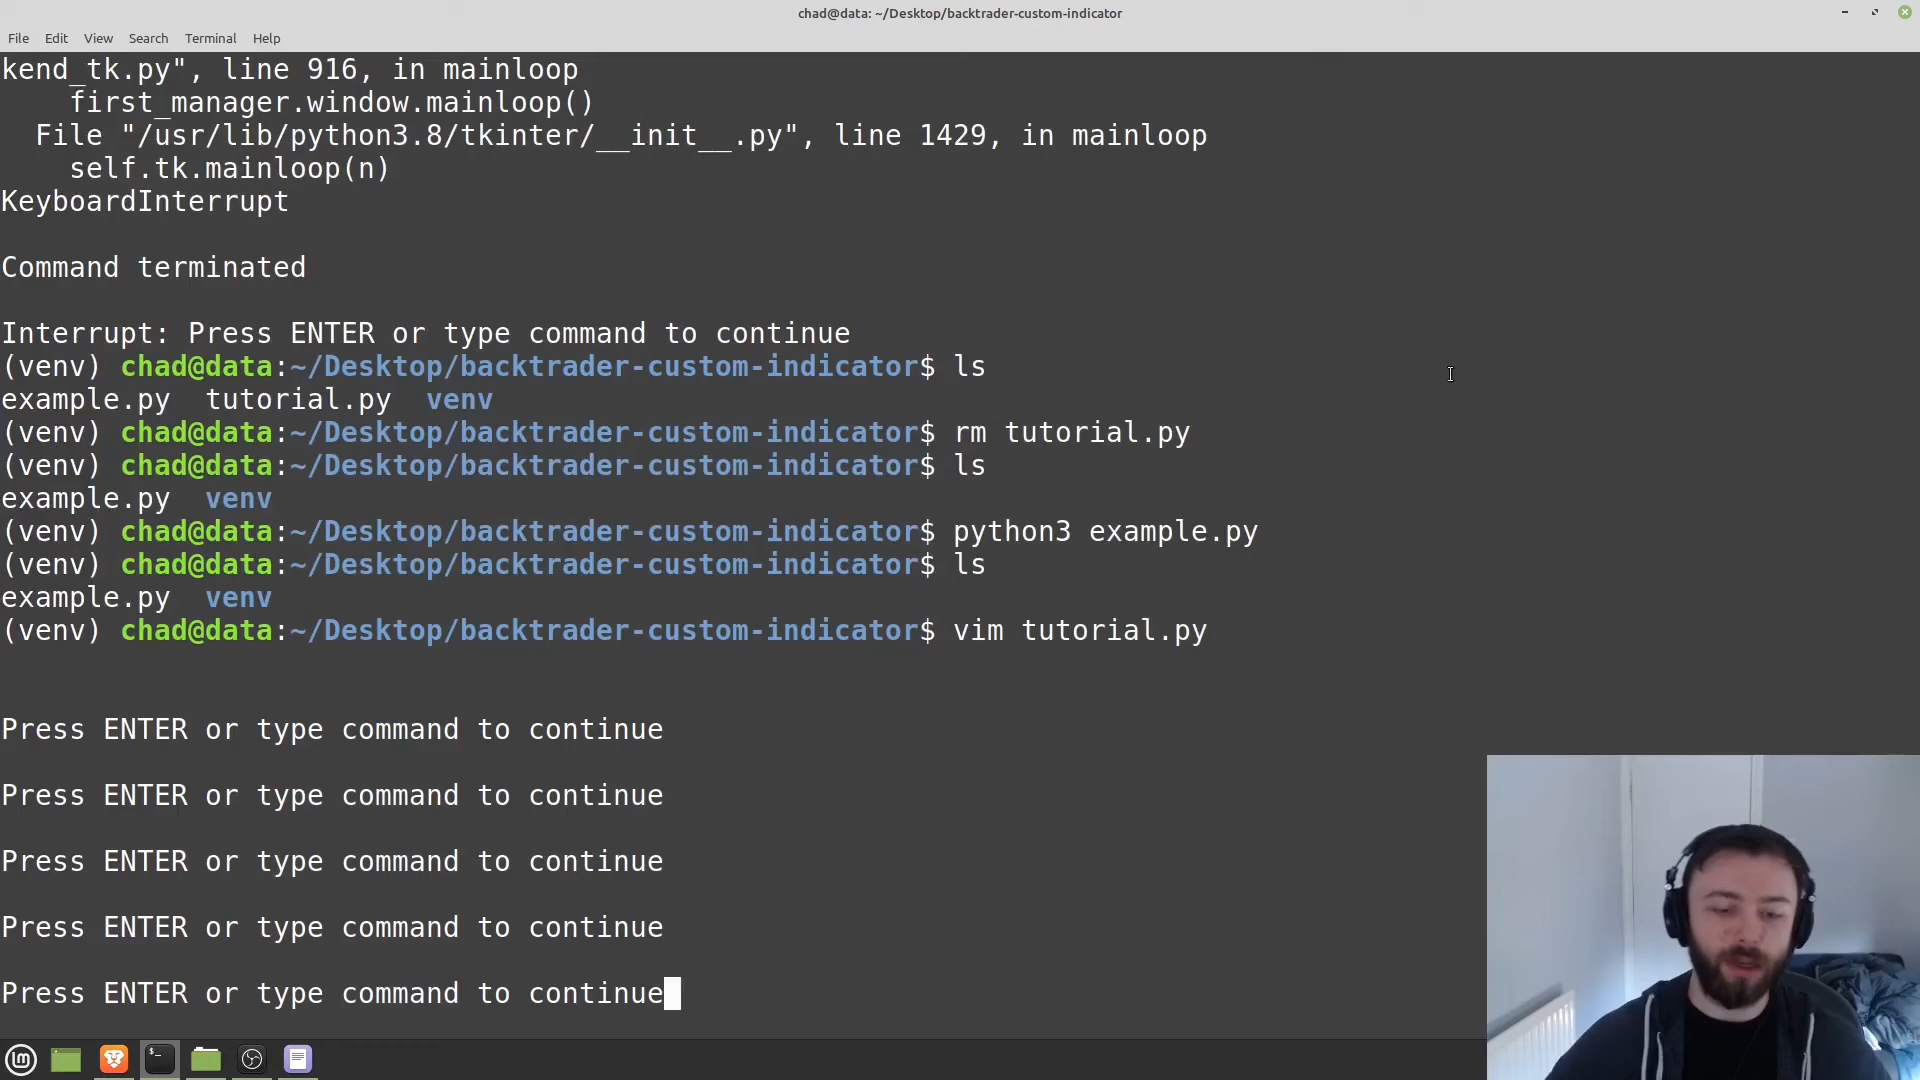 chad@data: ~/Desktop/backtrader-custom-indicator
File Edit View Search Terminal Help
kend_tk.py", line 916, in mainloop
    first_manager.window.mainloop()
  File "/usr/lib/python3.8/tkinter/__init__.py", line 1429, in mainloop
    self.tk.mainloop(n)
KeyboardInterrupt
Command terminated
Interrupt: Press ENTER or type command to continue
(venv) chad@data:~/Desktop/backtrader-custom-indicator$ ls
example.py  tutorial.py  venv
(venv) chad@data:~/Desktop/backtrader-custom-indicator$ rm tutorial.py
(venv) chad@data:~/Desktop/backtrader-custom-indicator$ ls
example.py  venv
(venv) chad@data:~/Desktop/backtrader-custom-indicator$ python3 example.py
(venv) chad@data:~/Desktop/backtrader-custom-indicator$ ls
example.py  venv
(venv) chad@data:~/Desktop/backtrader-custom-indicator$ vim tutorial.py
Press ENTER or type command to continue
Press ENTER or type command to continue
Press ENTER or type command to continue
Press ENTER or type command to continue
Press ENTER or type command to continue